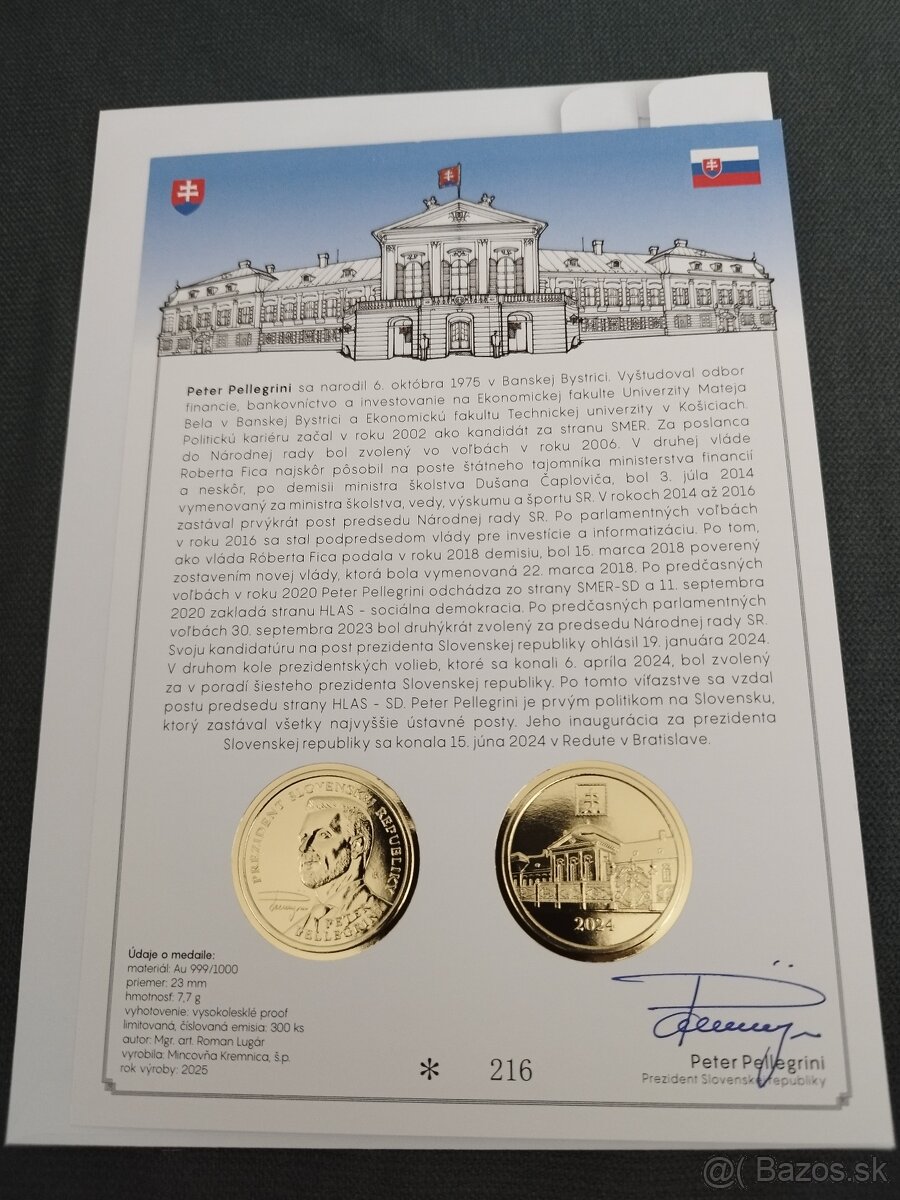 Peter Pellegrini sa narodil 6. októbra 1975 v Banskej Bystrici. Vyštudoval odbor
financie, bankovníctvo a investovanie na Ekonomickej fakulte Univerzity Mateja
Bela v Banskej Bystrici a Ekonomickú fakultu Technickej univerzity v Košiciach.
Politickú kariéru začal v roku 2002 ako kandidát za stranu SMER. Za poslanca
do Národnej rady bol zvolený vo voľbách v roku 2006. V druhej vláde
Roberta Fica najskôr pôsobil na poste štátneho tajomníka ministerstva financií
a neskôr, po demisii ministra školstva Dušana Čaploviča, bol 3. júla 2014
vymenovaný za ministra školstva, vedy, výskumu a športu SR. V rokoch 2014 až 2016
zastával prvýkrát post predsedu Národnej rady SR. Po parlamentných voľbách
v roku 2016 sa stal podpredsedom vlády pre investície a informatizáciu. Po tom,
ako vláda Róberta Fica podala v roku 2018 demisiu, bol 15. marca 2018 poverený
zostavením novej vlády, ktorá bola vymenovaná 22. marca 2018. Po predčasných
voľbách v roku 2020 Peter Pellegrini odchádza zo strany SMER-SD a 11. septembra
2020 zakladá stranu HLAS - sociálna demokracia. Po predčasných parlamentných
voľbách 30. septembra 2023 bol druhýkrát zvolený za predsedu Národnej rady SR.
Svoju kandidatúru na post prezidenta Slovenskej republiky ohlásil 19. januára 2024.
V druhom kole prezidentských volieb, ktoré sa konali 6. apríla 2024, bol zvolený
za v poradí šiesteho prezidenta Slovenskej republiky. Po tomto víťazstve sa vzdal
postu predsedu strany HLAS - SD. Peter Pellegrini je prvým politikom na Slovensku,
ktorý zastával všetky najvyššie ústavné posty. Jeho inaugurácia za prezidenta
Slovenskej republiky sa konala 15. júna 2024 v Redute v Bratislave.
PREZIDENT SLOVENSKEJ REPUBLIKY
PETER
PELLEGRINI
2024
Údaje o medaile:
materiál: Au 999/1000
priemer: 23 mm
hmotnosť: 7,7 g
vyhotovenie: vysokolesklé proof
limitovaná, číslovaná emisia: 300 ks
autor: Mgr. art. Roman Lugár
vyrobila: Mincovňa Kremnica, š.p.
rok výroby: 2025
* 216
Peter Pellegrini
Prezident Slovenskej republiky
@( Bazos.sk